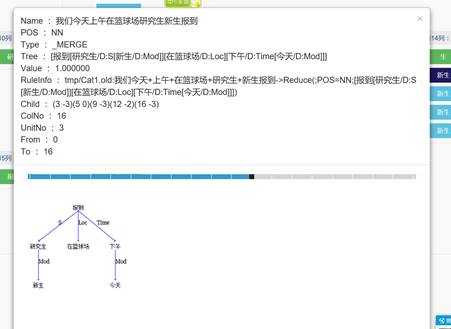 Name : 我们今天上午在篮球场研究生新生报到
POS : NN
Type : _MERGE
Tree : [报到[研究生/D:S[新生/D:Mod]][在篮球场/D:Loc][下午/D:Time[今天/D:Mod]]]
Value : 1.000000
RuleInfo : tmp/Cat1.old:我们今天+上午+在篮球场+研究生+新生报到->Reduce(;POS=NN;[报到[研究生/D:S
[新生/D:Mod]][在篮球场/D:Loc][下午/D:Time[今天/D:Mod]]])
Child : (3 -3)(5 0)(9 -3)(12 -2)(16 -3)
ColNo : 16
UnitNo : 3
From : 0
To : 16
×
报到
S Loc Time
研究生 在篮球场 下午
Mod Mod
新生 今天
14列:
生
新生
新生
新生
新生
10列
15列